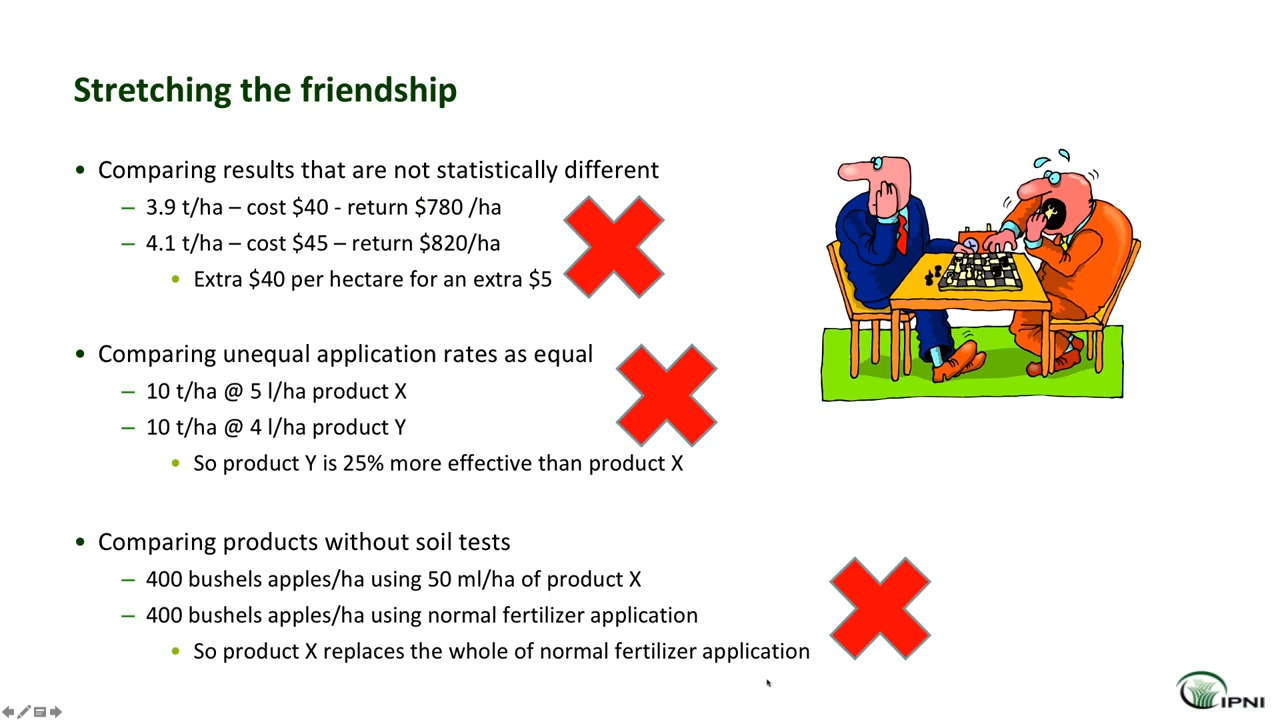 Stretching the friendship
• Comparing results that are not statistically different
– 3.9 t/ha – cost $40 - return $780 /ha
– 4.1 t/ha – cost $45 – return $820/ha
• Extra $40 per hectare for an extra $5
• Comparing unequal application rates as equal
– 10 t/ha @ 5 l/ha product X
– 10 t/ha @ 4 l/ha product Y
• So product Y is 25% more effective than product X
• Comparing products without soil tests
– 400 bushels apples/ha using 50 ml/ha of product X
– 400 bushels apples/ha using normal fertilizer application
• So product X replaces the whole of normal fertilizer application
IPNI